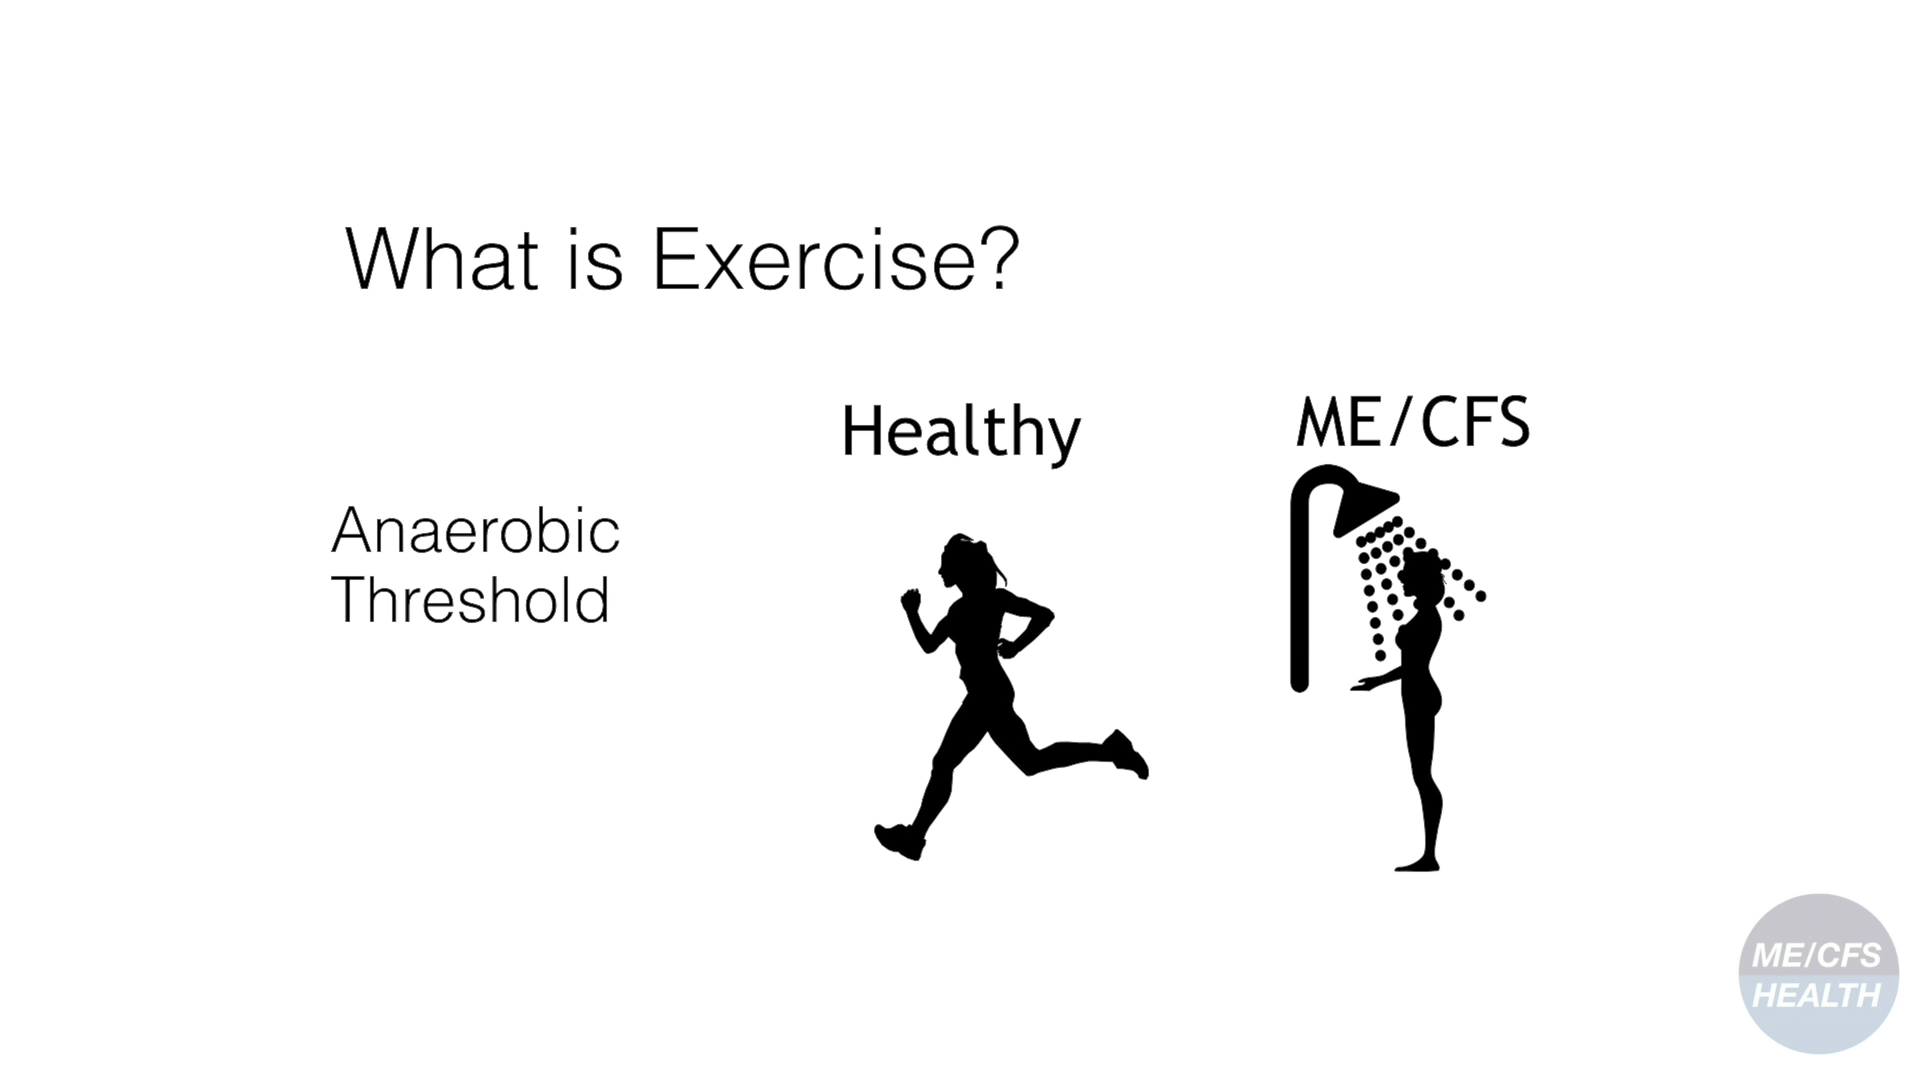 What is Exercise?
Healthy
ME/CFS
Anaerobic
Threshold
ME/CFS
HEALTH